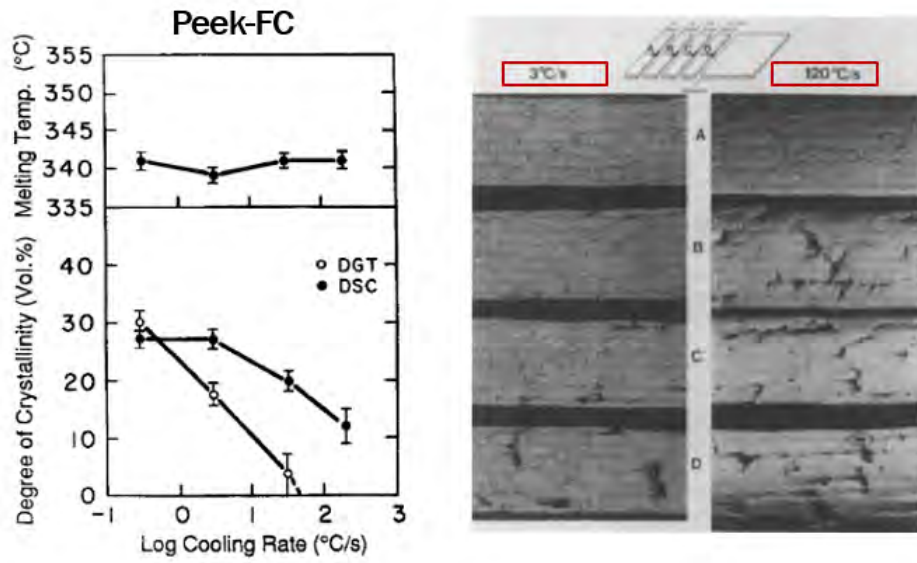 Peek-FC
Melting Temp. (°C)
355
350
345
340
335
Degree of Crystallinity (Vol.%)
40
30
20
10
0
DGT
DSC
-1 0 1 2 3
Log Cooling Rate (°C/s)
A B C D
3°C/s
120°C/s
A
B
C
D